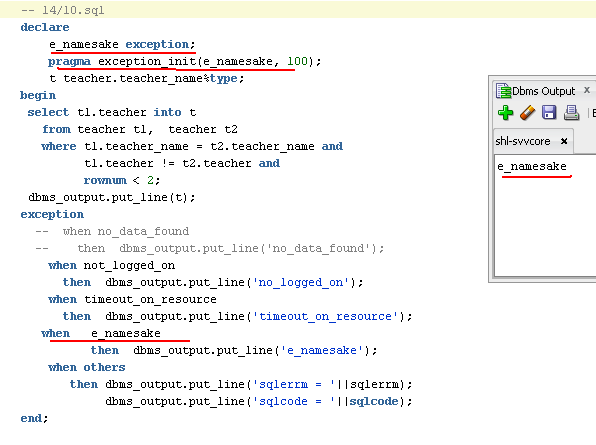 -- 14/10.sql
declare
e_namesake exception;
pragma exception_init(e_namesake, 100);
t teacher.teacher_name%type;
begin
select t1.teacher into t
from teacher t1, teacher t2
where t1.teacher_name = t2.teacher_name and
t1.teacher != t2.teacher and
rownum < 2;
dbms_output.put_line(t);
exception
-- when no_data_found
-- then dbms_output.put_line('no_data_found');
when not_logged_on
then dbms_output.put_line('no_logged_on');
when timeout_on_resource
then dbms_output.put_line('timeout_on_resource');
when e_namesake
then dbms_output.put_line('e_namesake');
when others
then dbms_output.put_line('sqlerrm = '||sqlerrm);
dbms_output.put_line('sqlcode = '||sqlcode);
end;
Dbms Output x
shl-svvcore x
e_namesake